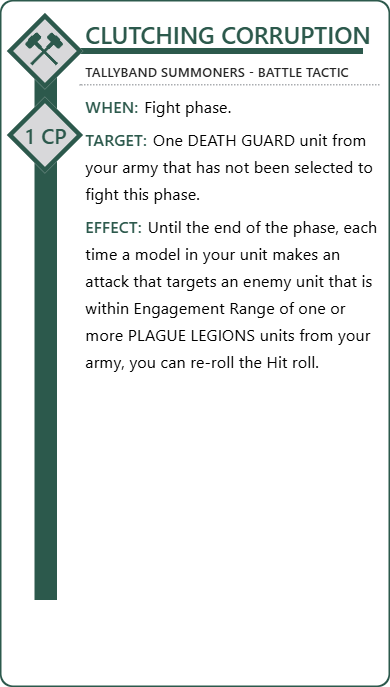 CLUTCHING CORRUPTION
TALLYBAND SUMMONERS - BATTLE TACTIC
WHEN: Fight phase.
1 CP
TARGET: One DEATH GUARD unit from
your army that has not been selected to
fight this phase.
EFFECT: Until the end of the phase, each
time a model in your unit makes an
attack that targets an enemy unit that is
within Engagement Range of one or
more PLAGUE LEGIONS units from your
army, you can re-roll the Hit roll.